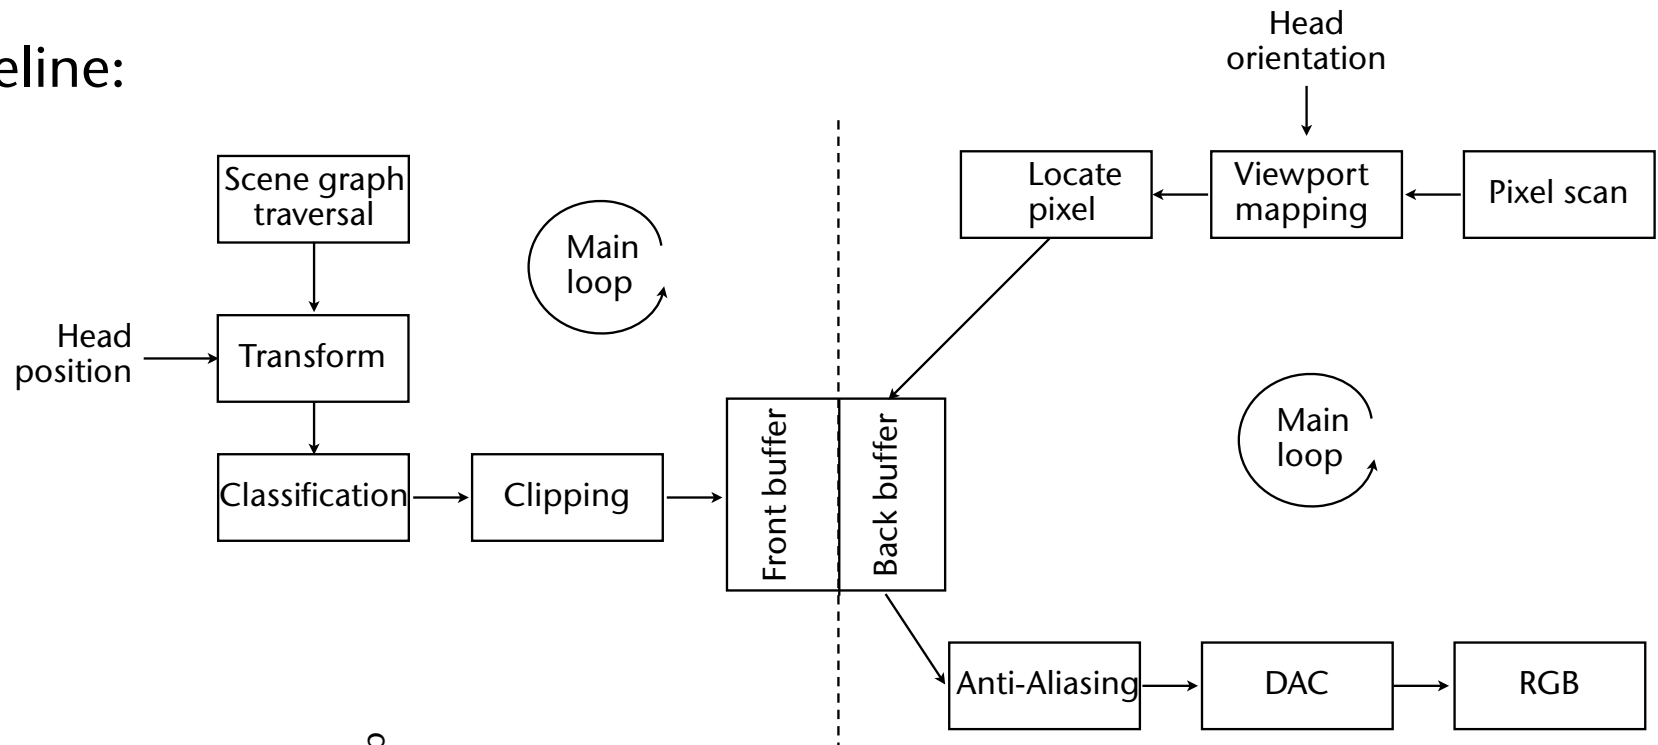 eline:
Head
orientation
Scene graph
traversal
Main
loop
Locate
pixel
Viewport
mapping
Pixel scan
Head
position
Transform
Main
loop
Classification
Clipping
Front buffer
Back buffer
Anti-Aliasing
DAC
RGB